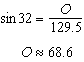 sin 32 = O/129.5
O ≈ 68.6